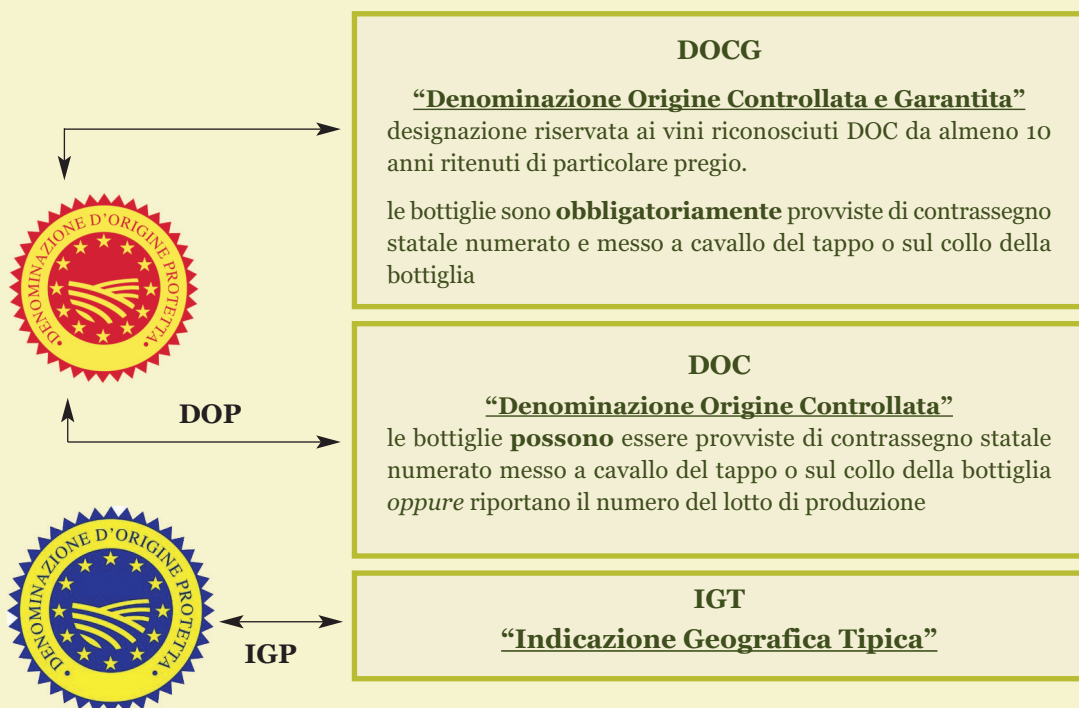 DOCG
“Denominazione Origine Controllata e Garantita”
designazione riservata ai vini riconosciuti DOC da almeno 10
anni ritenuti di particolare pregio.
le bottiglie sono obbligatoriamente provviste di contrassegno
statale numerato e messo a cavallo del tappo o sul collo della
bottiglia
• DENOMINAZIONE D’ORIGINE PROTETTA •
DOP
DOC
“Denominazione Origine Controllata”
le bottiglie possono essere provviste di contrassegno statale
numerato messo a cavallo del tappo o sul collo della bottiglia
oppure riportano il numero del lotto di produzione
• DENOMINAZIONE D’ORIGINE PROTETTA •
IGP
IGT
“Indicazione Geografica Tipica”